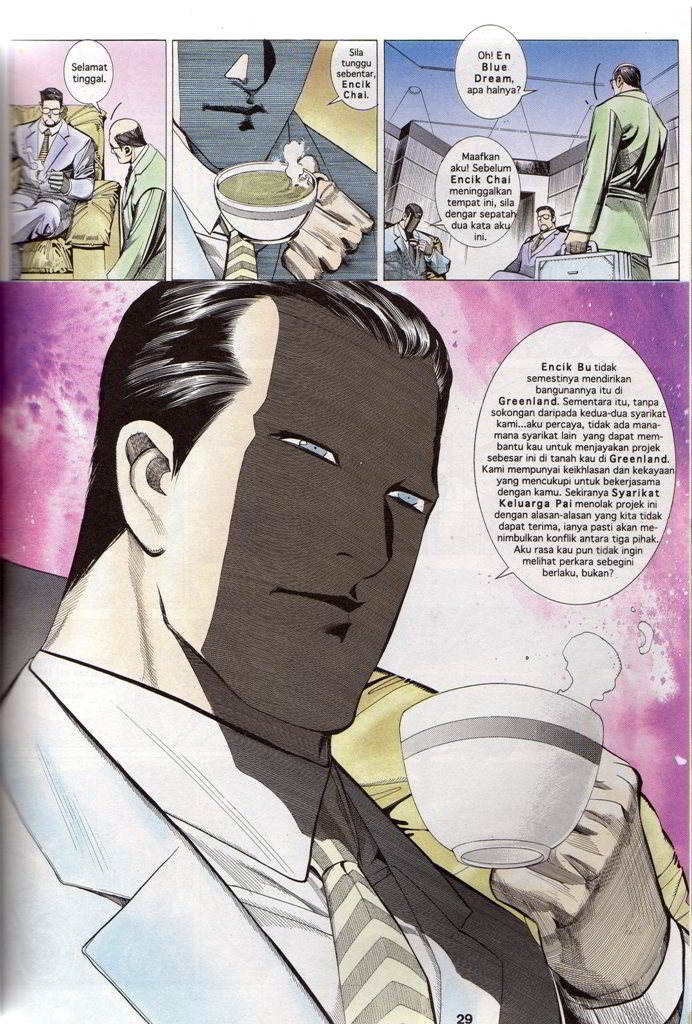 Selamat
tinggal.
Sila
tunggu
sebentar,
Encik
Chai.
Oh! En
Blue
Dream,
apa halnya?
Maafkan
aku! Sebelum
Encik Chai
meninggalkan
tempat ini, sila
dengar sepatah
dua kata aku
ini.
Encik Bu tidak
semestinya mendirikan
bangunannya itu di
Greenland. Sementara itu, tanpa
sokongan daripada kedua-dua syarikat
kami...aku percaya, tidak ada mana-
mana syarikat lain yang dapat mem-
bantu kau untuk menjayakan projek
sebesar ini di tanah kau di Greenland.
Kami mempunyai keikhlasan dan kekayaan
yang mencukupi untuk bekerjasama
dengan kamu. Sekiranya Syarikat
Keluarga Pai menolak projek ini
dengan alasan-alasan yang kita tidak
dapat terima, ianya pasti akan me-
nimbulkan konflik antara tiga pihak.
Aku rasa kau pun tidak ingin
melihat perkara sebegini
berlaku, bukan?
29